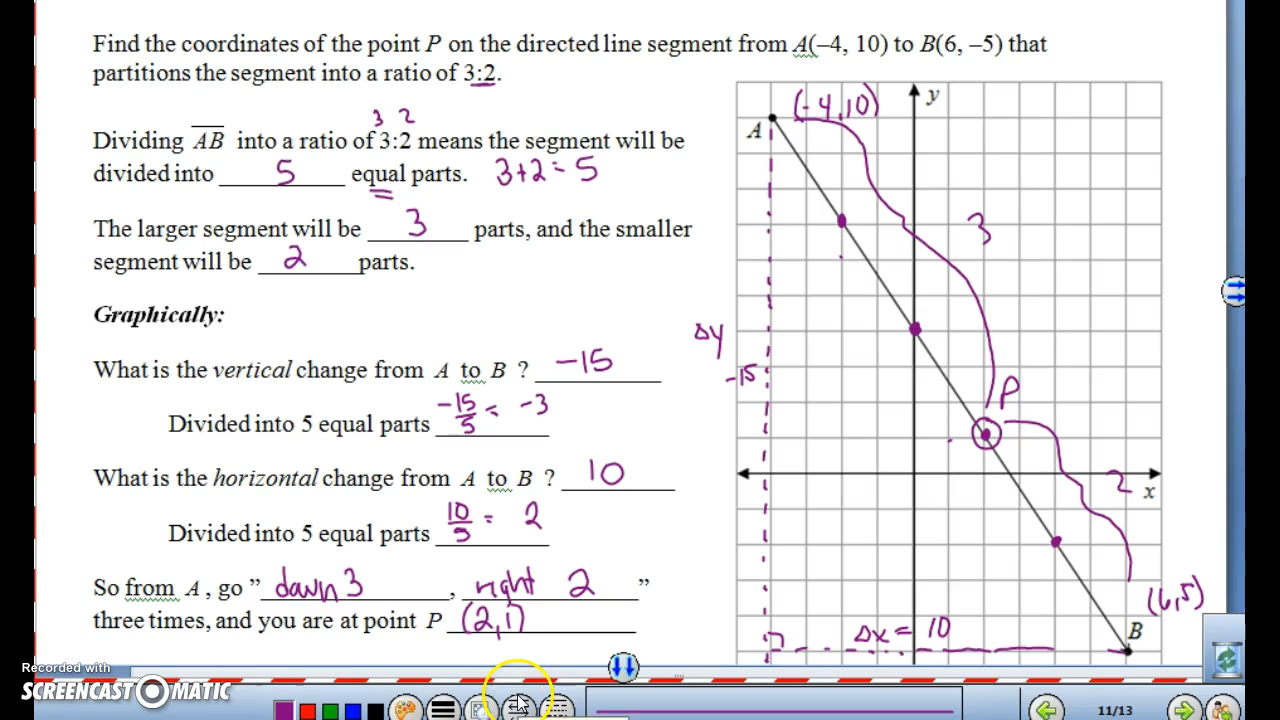 Find the coordinates of the point P on the directed line segment from A(–4, 10) to B(6, –5) that
partitions the segment into a ratio of 3:2.
3 2
Dividing AB into a ratio of 3:2 means the segment will be
divided into 5 equal parts. 3+2=5
The larger segment will be 3 parts, and the smaller
segment will be 2 parts.
Graphically:
What is the vertical change from A to B ? -15
Divided into 5 equal parts -15/5 = -3
What is the horizontal change from A to B ? 10
Divided into 5 equal parts 10/5 = 2
So from A , go " down 3 , right 2 "
three times, and you are at point P (2,1)
(-4,10)
y
A
3
Δy
-15
P
2
x
(6,5)
Δx = 10
B
Recorded with
SCREENCAST MATIC
11/13